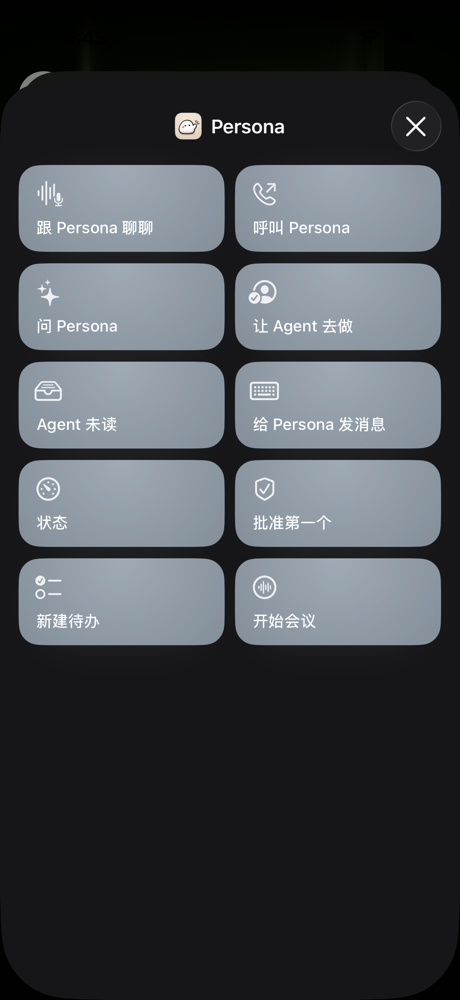 Persona
跟 Persona 聊聊
呼叫 Persona
问 Persona
让 Agent 去做
Agent 未读
给 Persona 发消息
状态
批准第一个
新建待办
开始会议